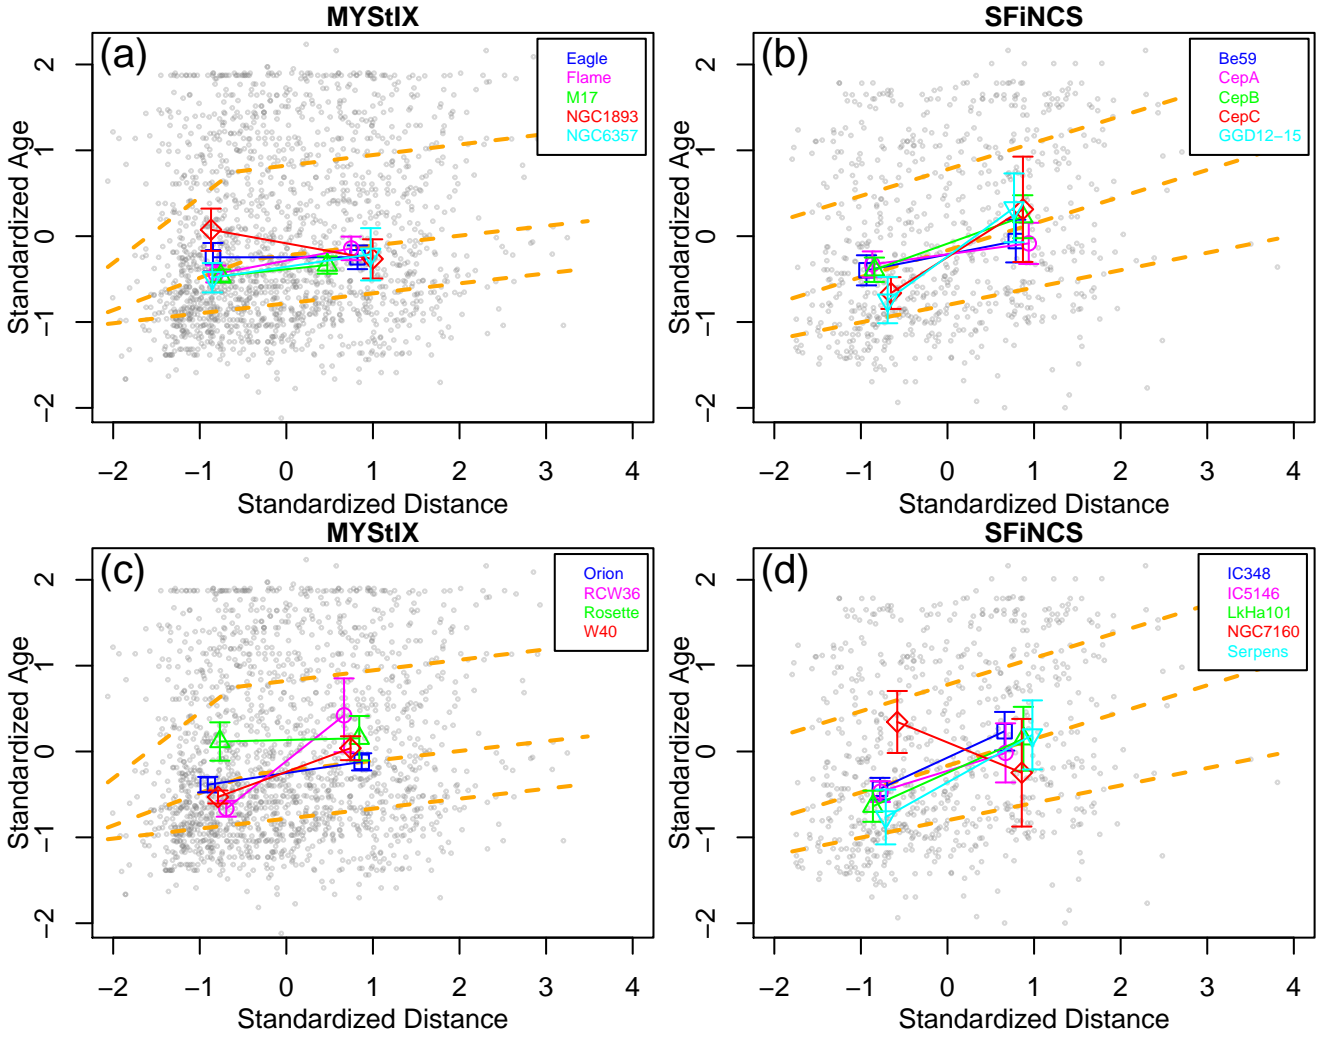 MYStIX
(a)
Eagle
Flame
M17
NGC1893
NGC6357
2
1
0
−1
−2
Standardized Age
−2 −1 0 1 2 3 4
Standardized Distance
SFiNCS
(b)
Be59
CepA
CepB
CepC
GGD12−15
2
1
0
−1
−2
Standardized Age
−2 −1 0 1 2 3 4
Standardized Distance
MYStIX
(c)
Orion
RCW36
Rosette
W40
2
1
0
−1
−2
Standardized Age
−2 −1 0 1 2 3 4
Standardized Distance
SFiNCS
(d)
IC348
IC5146
LkHa101
NGC7160
Serpens
2
1
0
−1
−2
Standardized Age
−2 −1 0 1 2 3 4
Standardized Distance